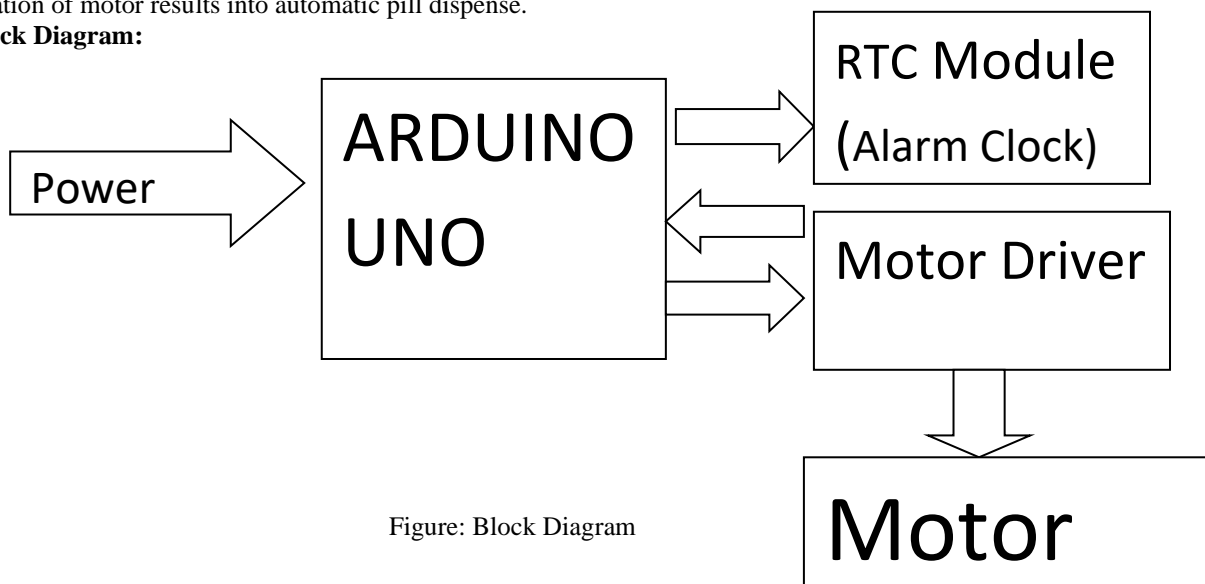 ation of motor results into automatic pill dispense.
ck Diagram:
RTC Module
(Alarm Clock)
ARDUINO
UNO
Power
Motor Driver
Motor
Figure: Block Diagram